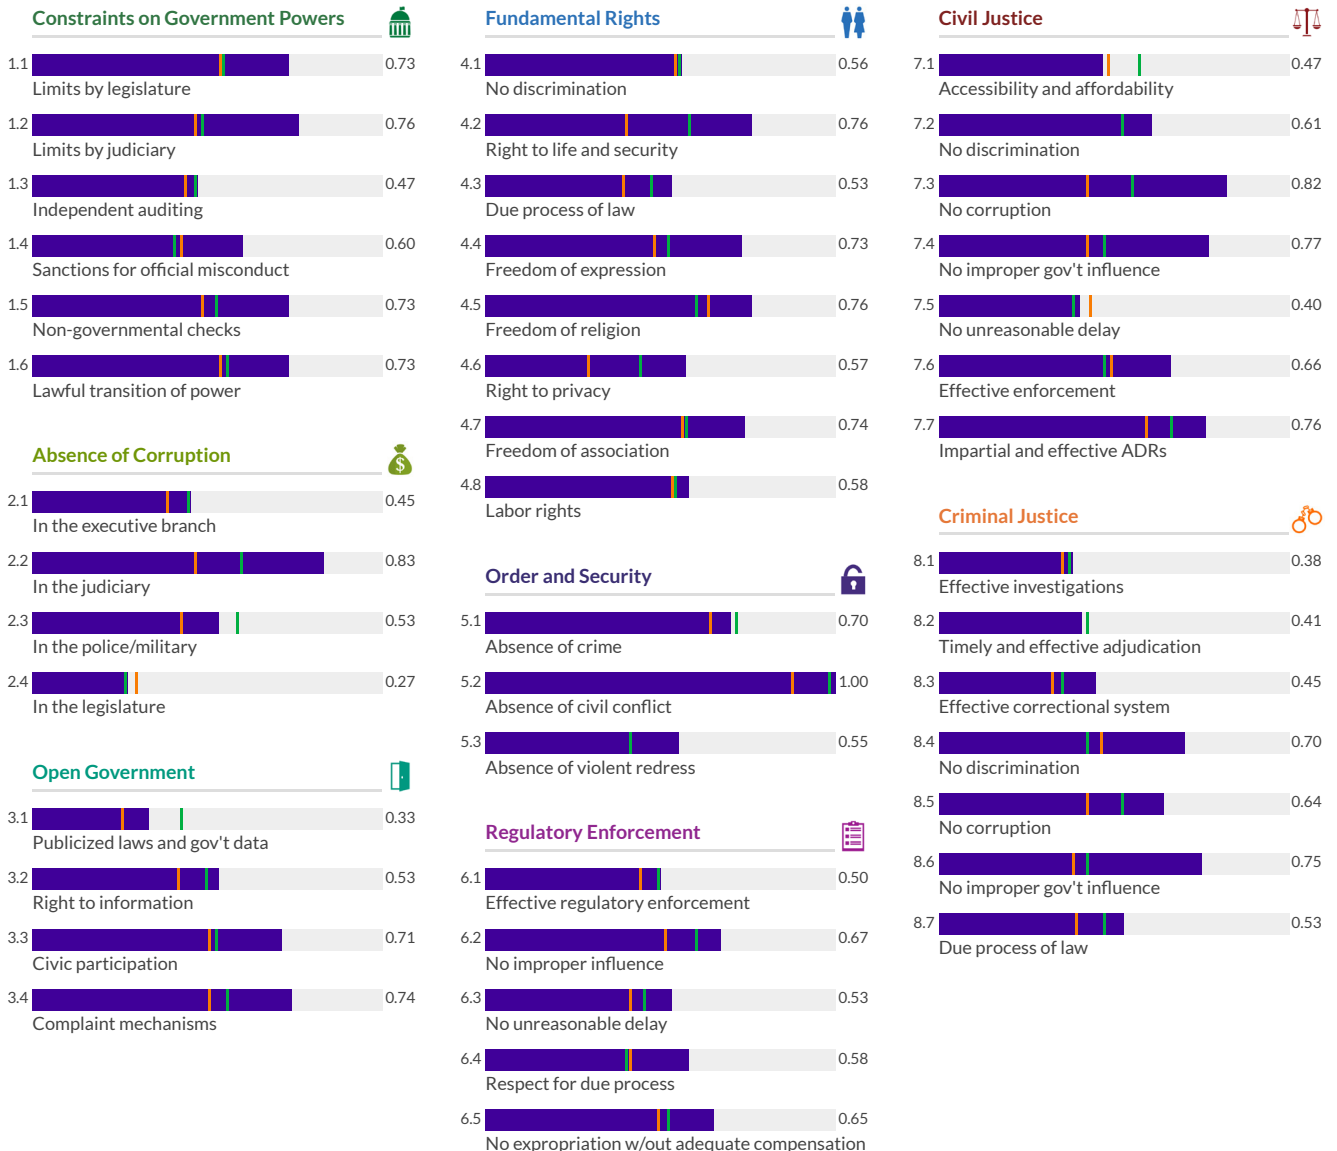 Constraints on Government Powers
1.1 0.73
Limits by legislature
1.2 0.76
Limits by judiciary
1.3 0.47
Independent auditing
1.4 0.60
Sanctions for official misconduct
1.5 0.73
Non-governmental checks
1.6 0.73
Lawful transition of power
Absence of Corruption
2.1 0.45
In the executive branch
2.2 0.83
In the judiciary
2.3 0.53
In the police/military
2.4 0.27
In the legislature
Open Government
3.1 0.33
Publicized laws and gov't data
3.2 0.53
Right to information
3.3 0.71
Civic participation
3.4 0.74
Complaint mechanisms
Fundamental Rights
4.1 0.56
No discrimination
4.2 0.76
Right to life and security
4.3 0.53
Due process of law
4.4 0.73
Freedom of expression
4.5 0.76
Freedom of religion
4.6 0.57
Right to privacy
4.7 0.74
Freedom of association
4.8 0.58
Labor rights
Order and Security
5.1 0.70
Absence of crime
5.2 1.00
Absence of civil conflict
5.3 0.55
Absence of violent redress
Regulatory Enforcement
6.1 0.50
Effective regulatory enforcement
6.2 0.67
No improper influence
6.3 0.53
No unreasonable delay
6.4 0.58
Respect for due process
6.5 0.65
No expropriation w/out adequate compensation
Civil Justice
7.1 0.47
Accessibility and affordability
7.2 0.61
No discrimination
7.3 0.82
No corruption
7.4 0.77
No improper gov't influence
7.5 0.40
No unreasonable delay
7.6 0.66
Effective enforcement
7.7 0.76
Impartial and effective ADRs
Criminal Justice
8.1 0.38
Effective investigations
8.2 0.41
Timely and effective adjudication
8.3 0.45
Effective correctional system
8.4 0.70
No discrimination
8.5 0.64
No corruption
8.6 0.75
No improper gov't influence
8.7 0.53
Due process of law